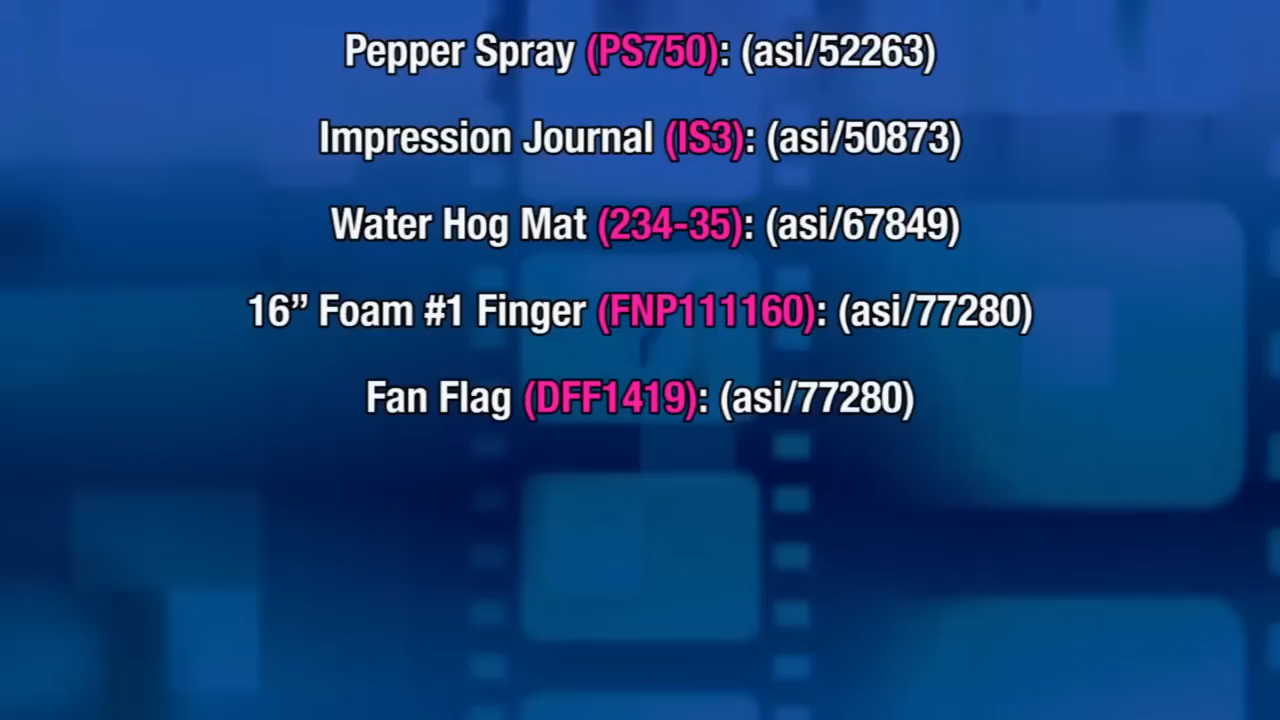 Pepper Spray (PS750): (asi/52263)
Impression Journal (IS3): (asi/50873)
Water Hog Mat (234-35): (asi/67849)
16” Foam #1 Finger (FNP111160): (asi/77280)
Fan Flag (DFF1419): (asi/77280)